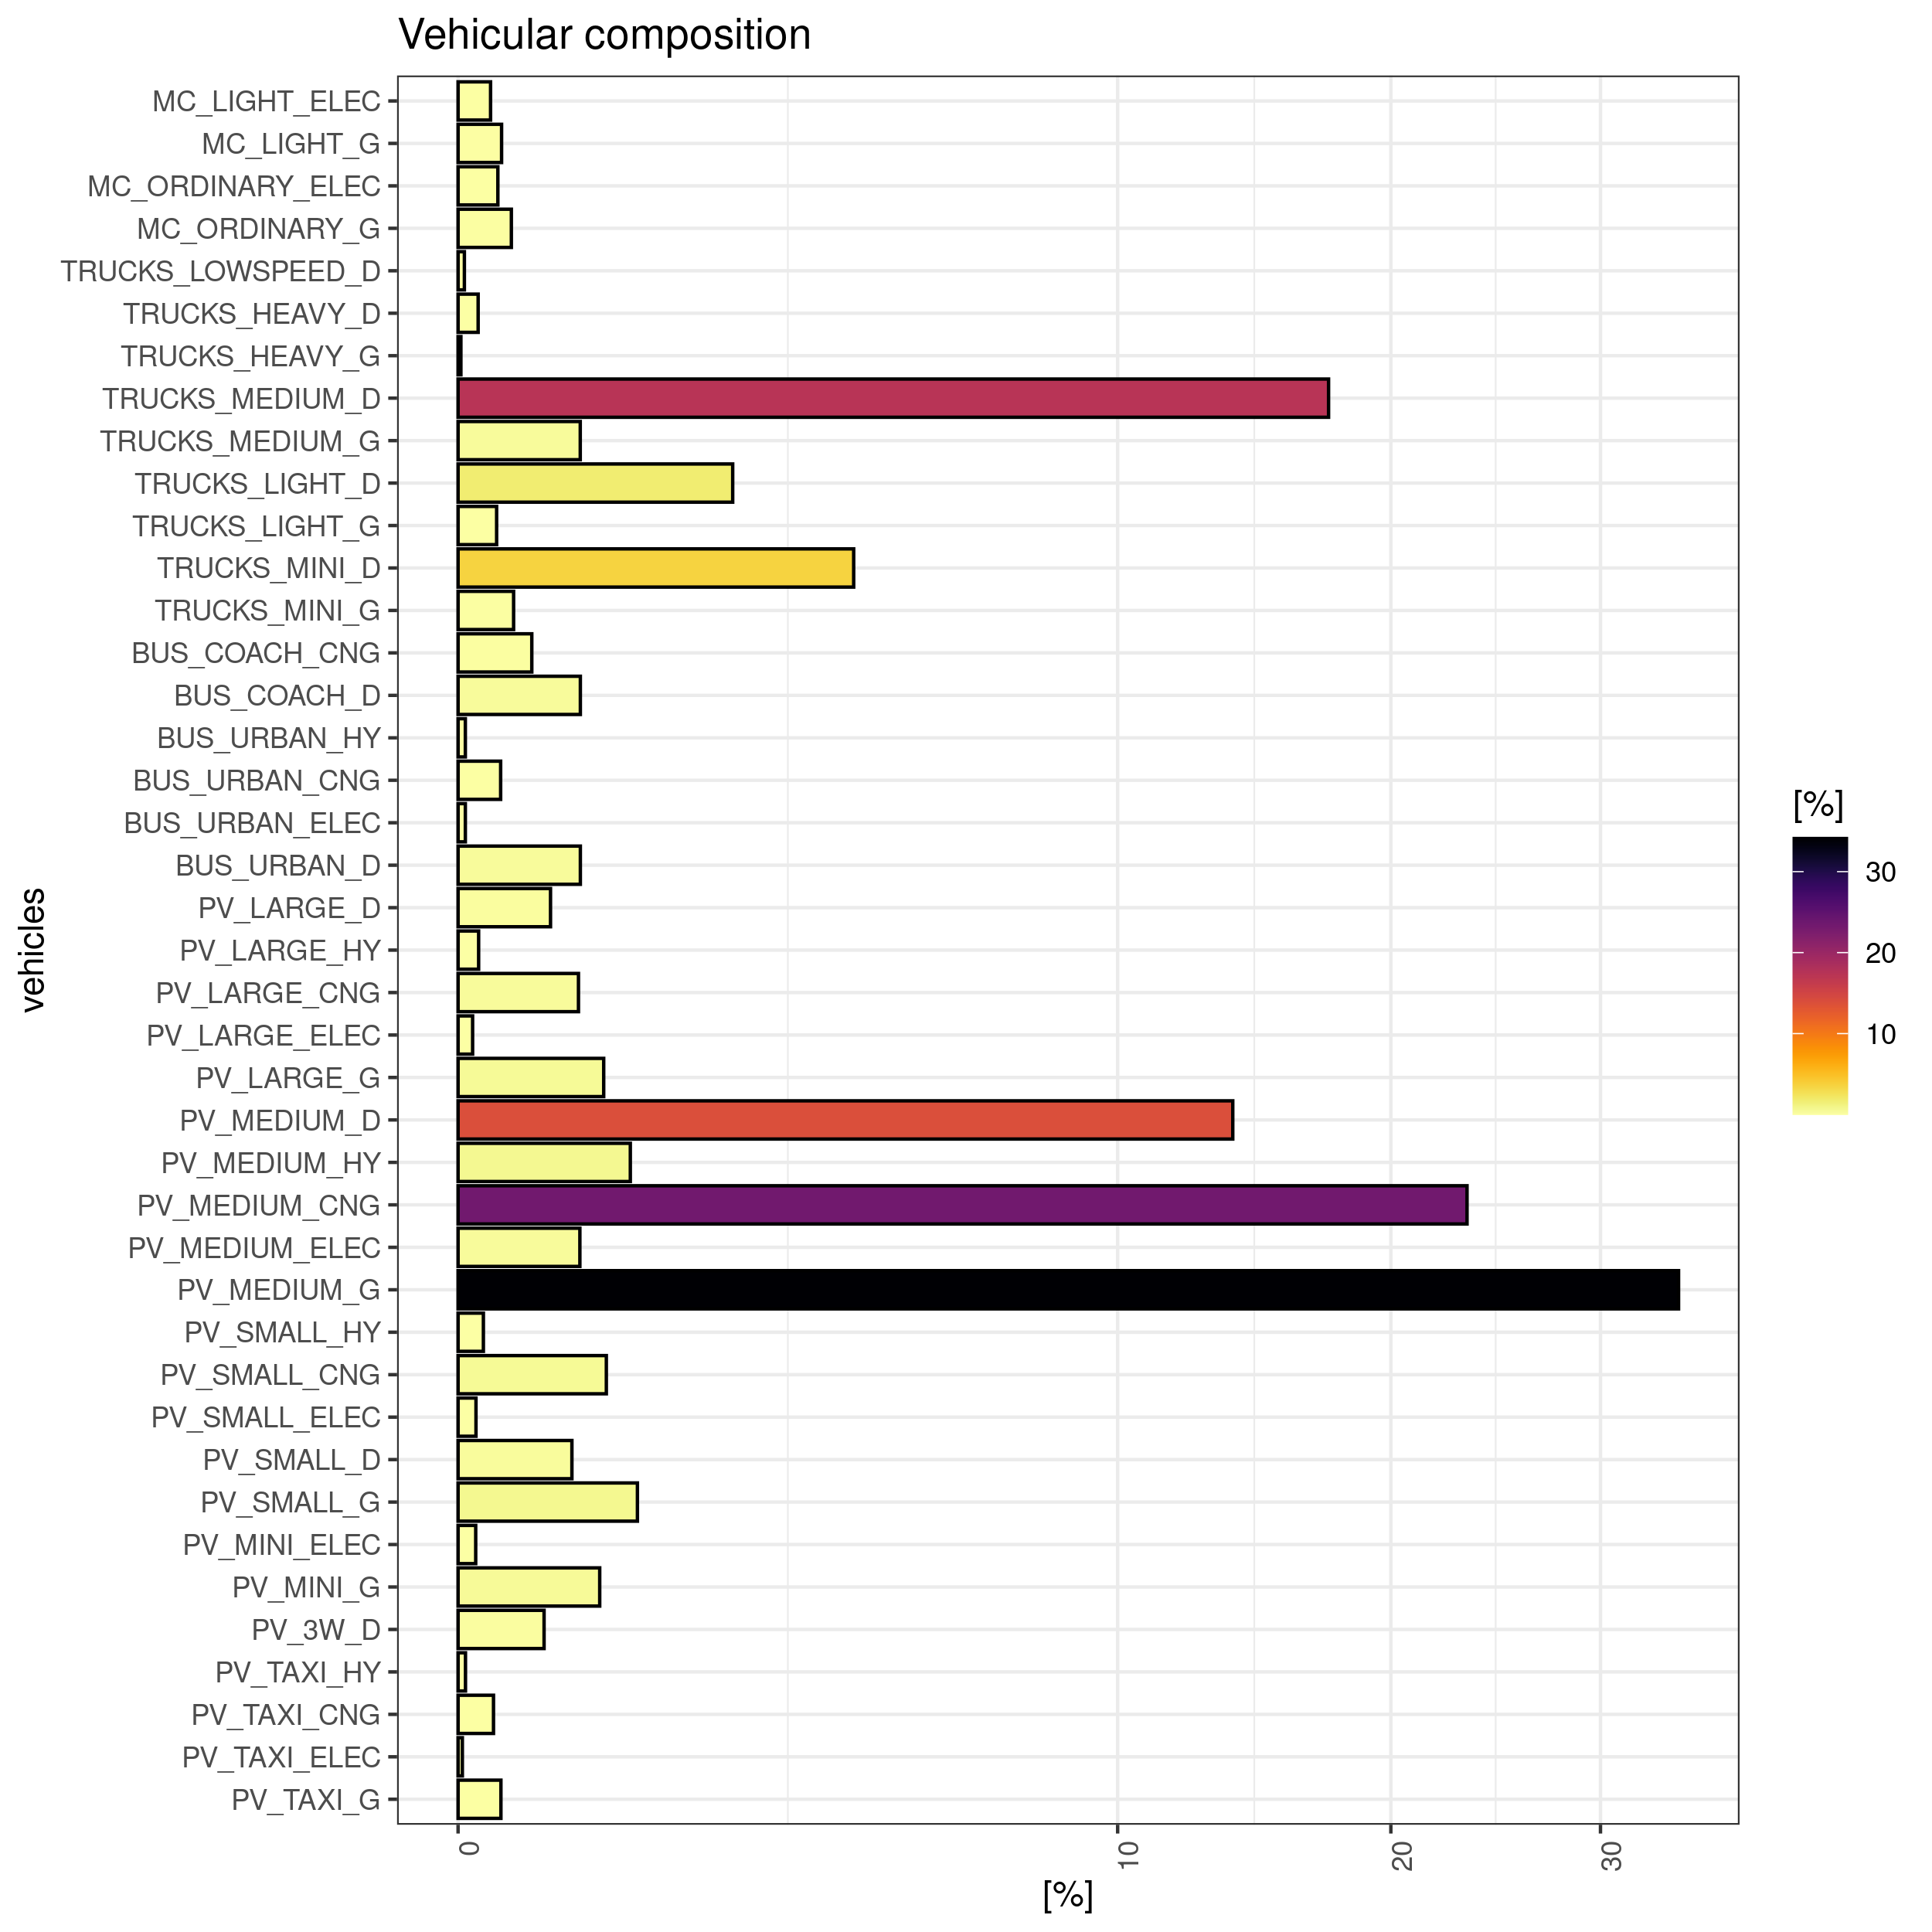 Vehicular composition
MC_LIGHT_ELEC
MC_LIGHT_G
MC_ORDINARY_ELEC
MC_ORDINARY_G
TRUCKS_LOWSPEED_D
TRUCKS_HEAVY_D
TRUCKS_HEAVY_G
TRUCKS_MEDIUM_D
TRUCKS_MEDIUM_G
TRUCKS_LIGHT_D
TRUCKS_LIGHT_G
TRUCKS_MINI_D
TRUCKS_MINI_G
BUS_COACH_CNG
BUS_COACH_D
BUS_URBAN_HY
BUS_URBAN_CNG
BUS_URBAN_ELEC
BUS_URBAN_D
PV_LARGE_D
PV_LARGE_HY
PV_LARGE_CNG
PV_LARGE_ELEC
PV_LARGE_G
PV_MEDIUM_D
PV_MEDIUM_HY
PV_MEDIUM_CNG
PV_MEDIUM_ELEC
PV_MEDIUM_G
PV_SMALL_HY
PV_SMALL_CNG
PV_SMALL_ELEC
PV_SMALL_D
PV_SMALL_G
PV_MINI_ELEC
PV_MINI_G
PV_3W_D
PV_TAXI_HY
PV_TAXI_CNG
PV_TAXI_ELEC
PV_TAXI_G
vehicles
0
10
20
30
[%]
[%]
30
20
10